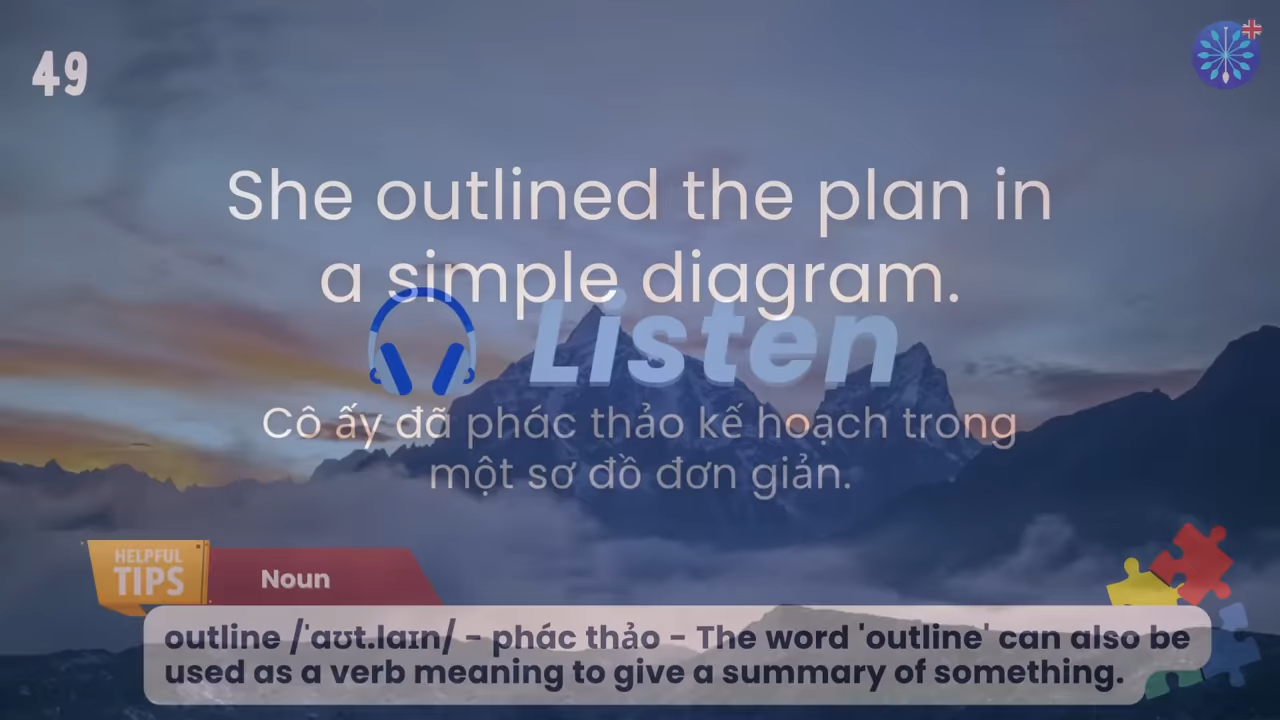 49
She outlined the plan in
a simple diagram.
Listen
Cô ấy đã phác thảo kế hoạch trong
một sơ đồ đơn giản.
HELPFUL
TIPS
Noun
outline /ˈaʊt.laɪn/ - phác thảo - The word 'outline' can also be
used as a verb meaning to give a summary of something.